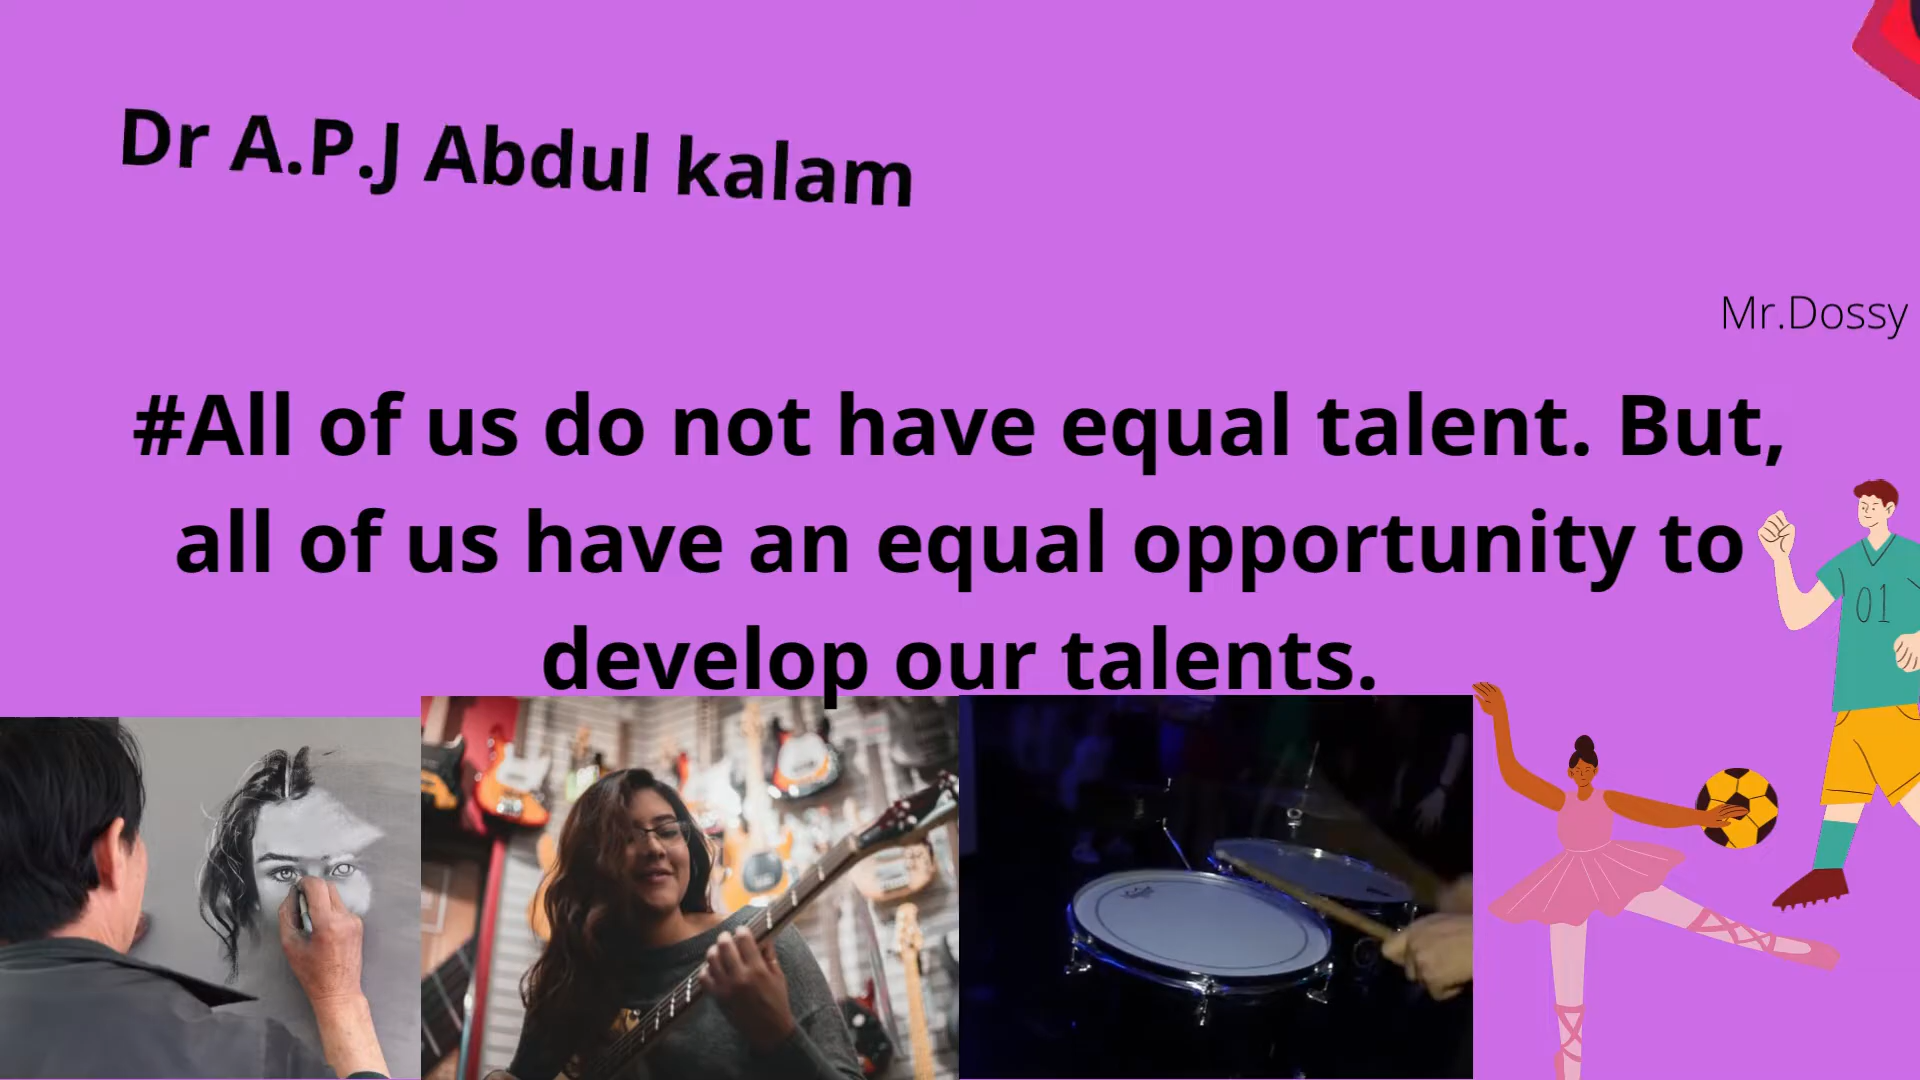 Dr A.P.J Abdul kalam
Mr.Dossy
#All of us do not have equal talent. But,
all of us have an equal opportunity to
develop our talents.
01